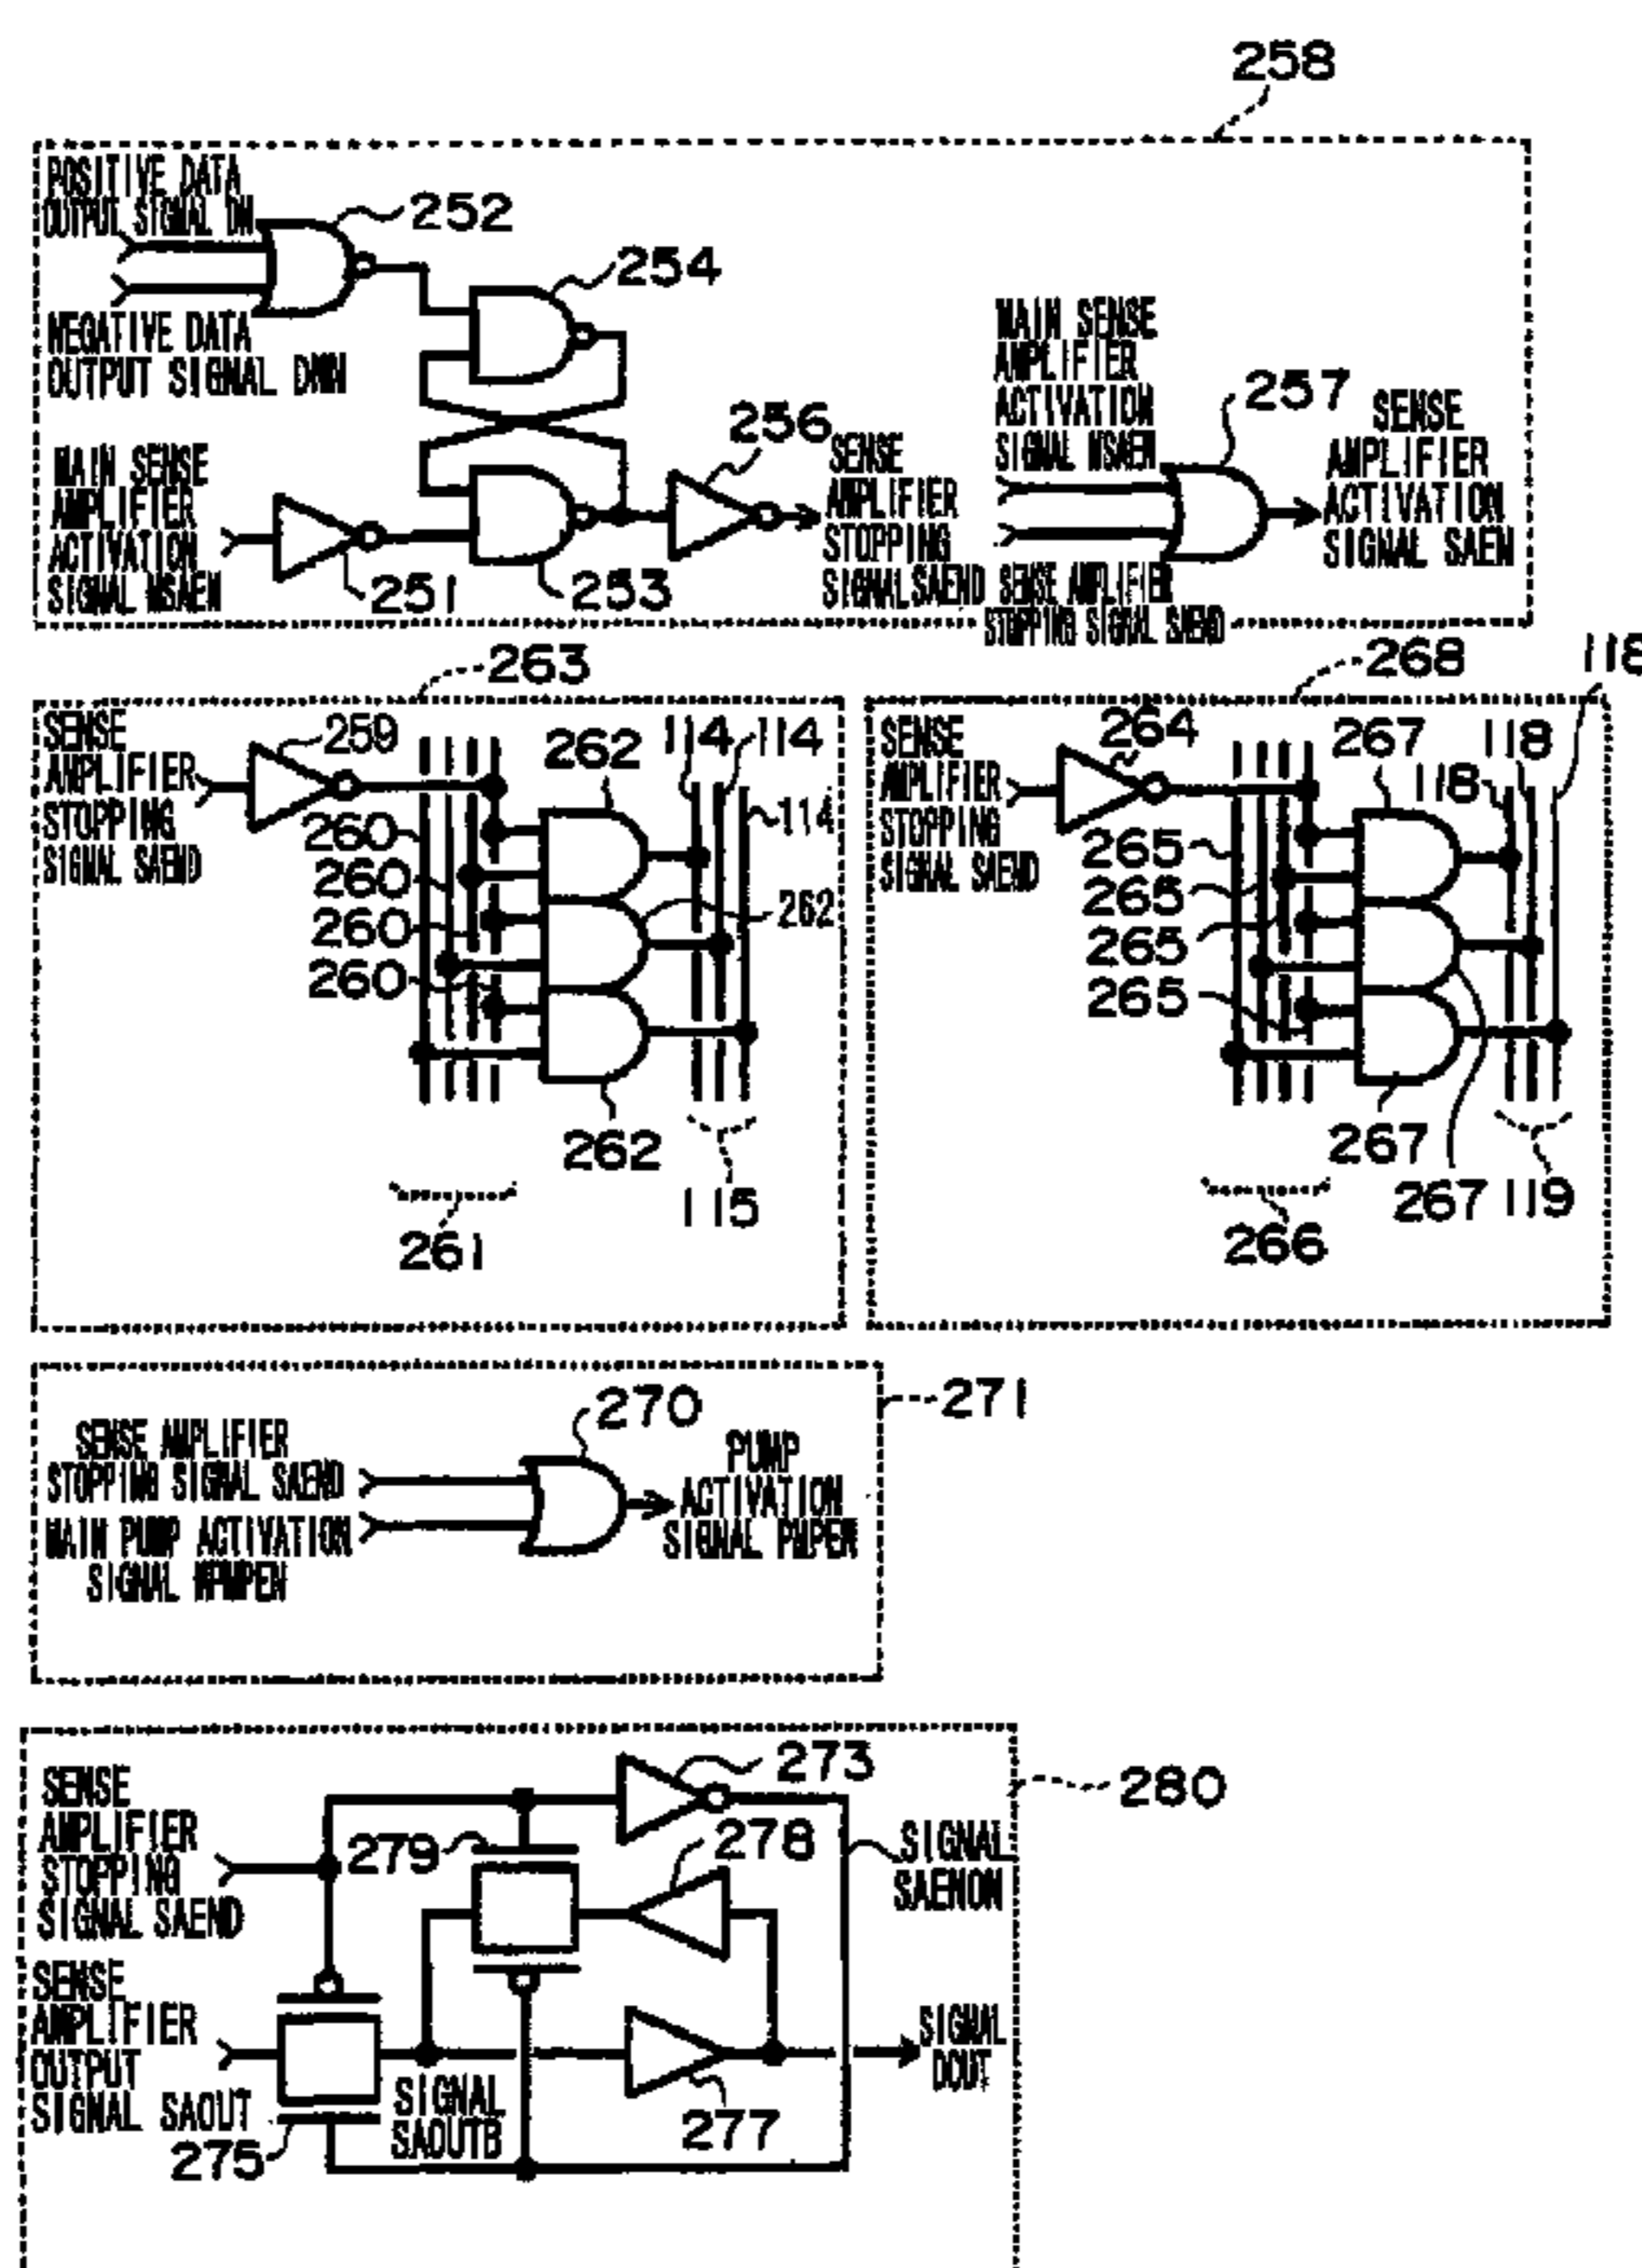 258
POSITIVE DATA
OUTPUT SIGNAL DM
252
254
NEGATIVE DATA
OUTPUT SIGNAL DMN
MAIN SENSE
AMPLIFIER
ACTIVATION
SIGNAL MSAEN
251
253
256
SENSE
AMPLIFIER
STOPPING
SIGNAL SAEND
MAIN SENSE
AMPLIFIER
ACTIVATION
SIGNAL MSAEN
257
SENSE AMPLIFIER
STOPPING SIGNAL SAEND
SENSE
AMPLIFIER
ACTIVATION
SIGNAL SAEN
263
SENSE
AMPLIFIER
STOPPING
SIGNAL SAEND
259
262
114
114
114
260
260
260
260
262
262
261
115
268
118
SENSE
AMPLIFIER
STOPPING
SIGNAL SAEND
264
267
118
118
265
265
265
265
267
267
119
266
271
SENSE AMPLIFIER
STOPPING SIGNAL SAEND
MAIN PUMP ACTIVATION
SIGNAL MPMPEN
270
PUMP
ACTIVATION
SIGNAL PMPEN
280
SENSE
AMPLIFIER
STOPPING
SIGNAL SAEND
273
279
278
SIGNAL
SAENON
SENSE
AMPLIFIER
OUTPUT
SIGNAL SAOUT
275
SIGNAL
SAOUTB
277
SIGNAL
DOUT